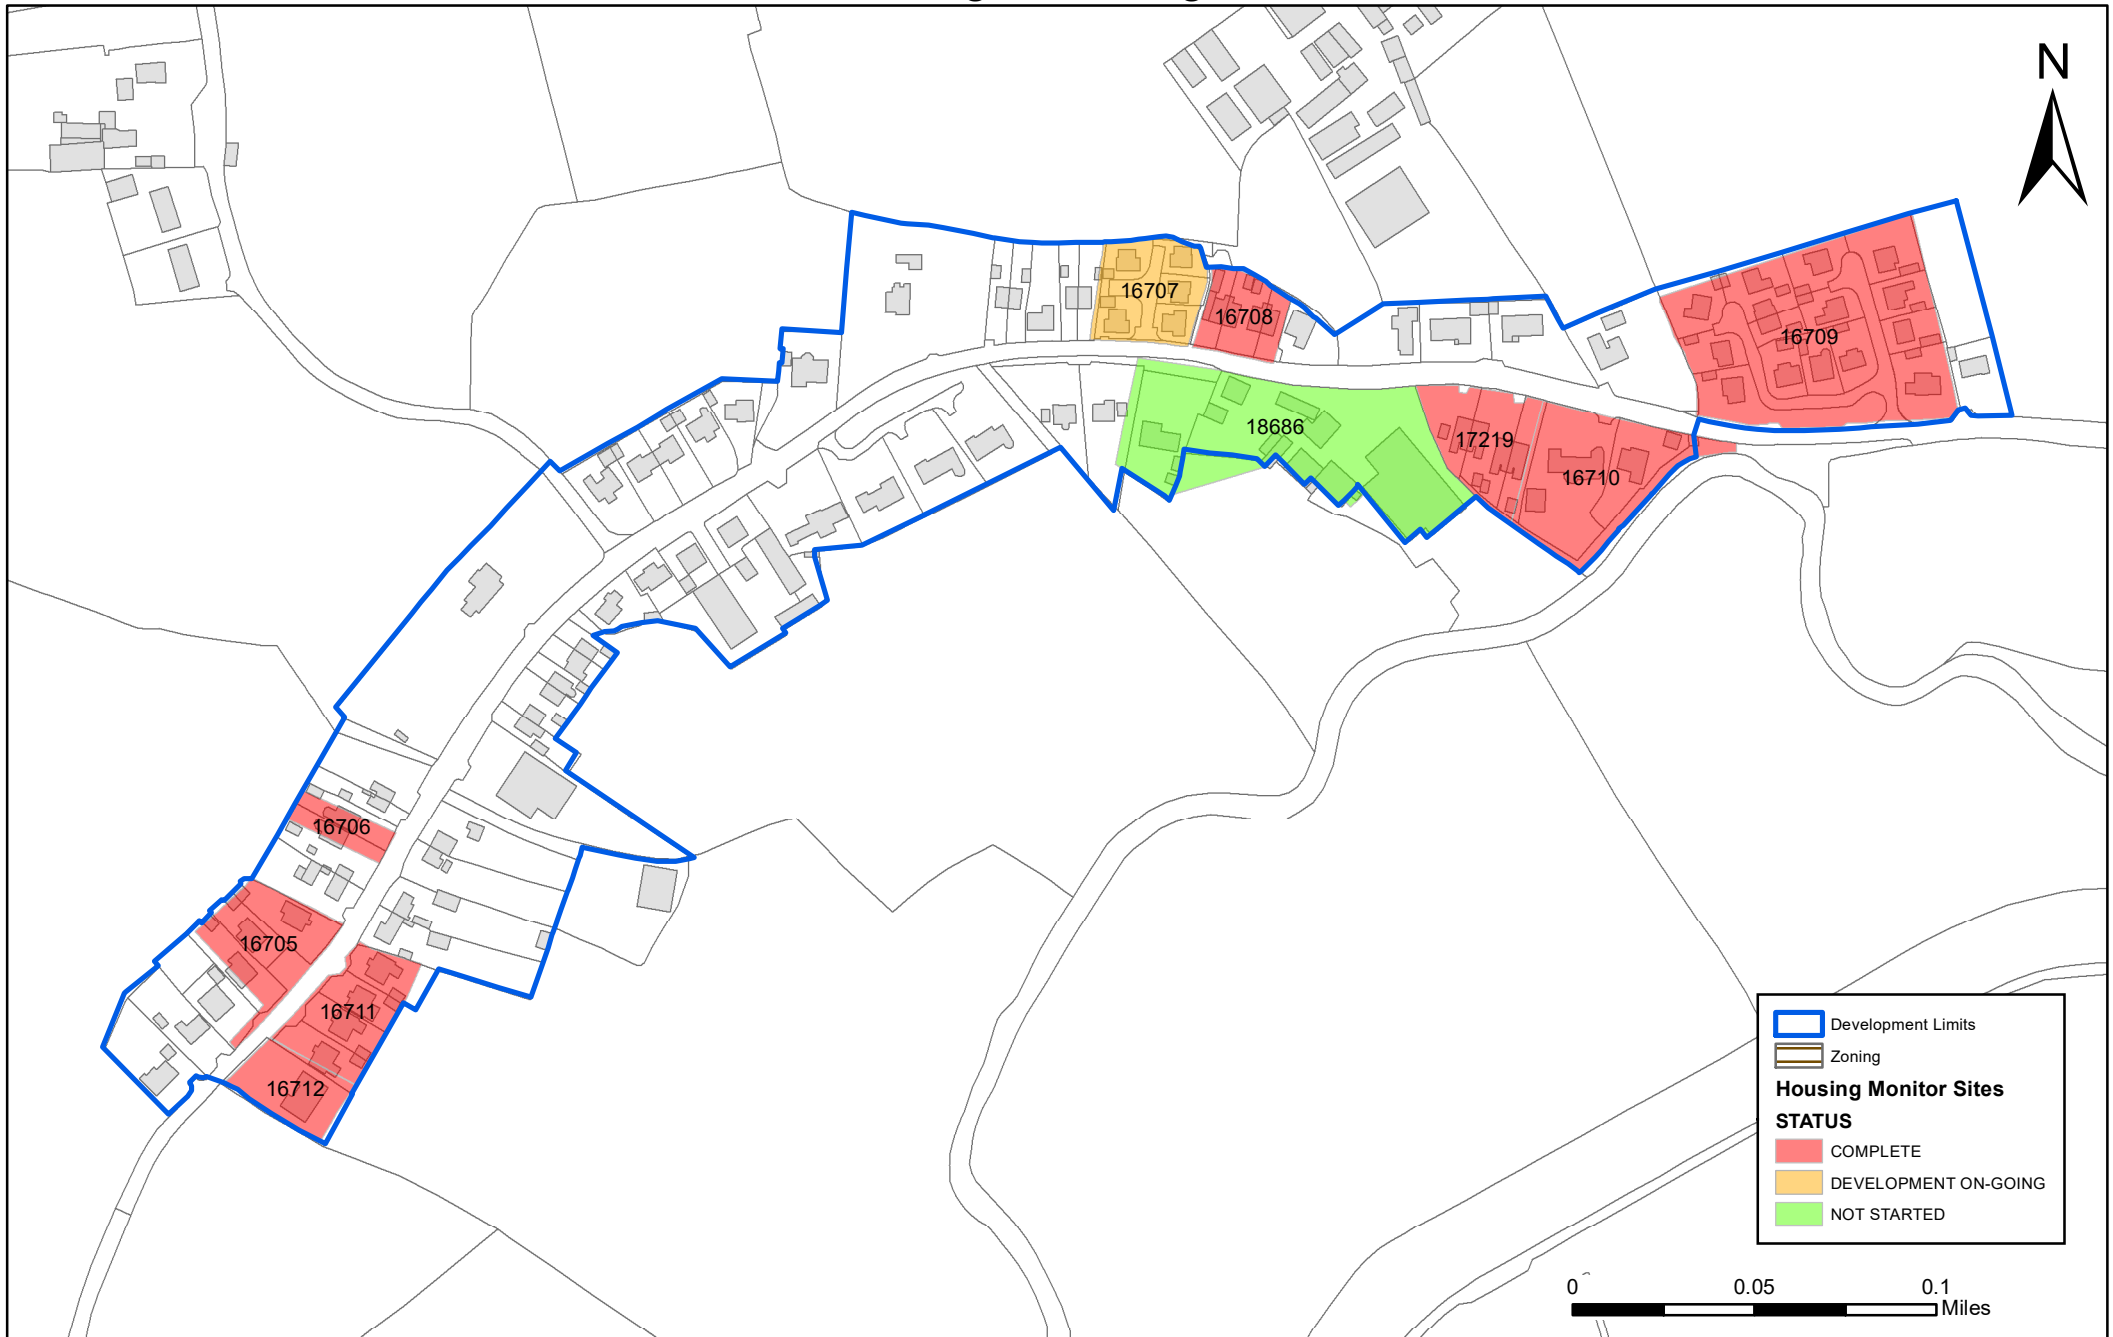 N
16707
16708
16709
18686
17219
16710
16706
16705
16711
16712
Development Limits
Zoning
Housing Monitor Sites
STATUS
COMPLETE
DEVELOPMENT ON-GOING
NOT STARTED
0 0.05 0.1
Miles